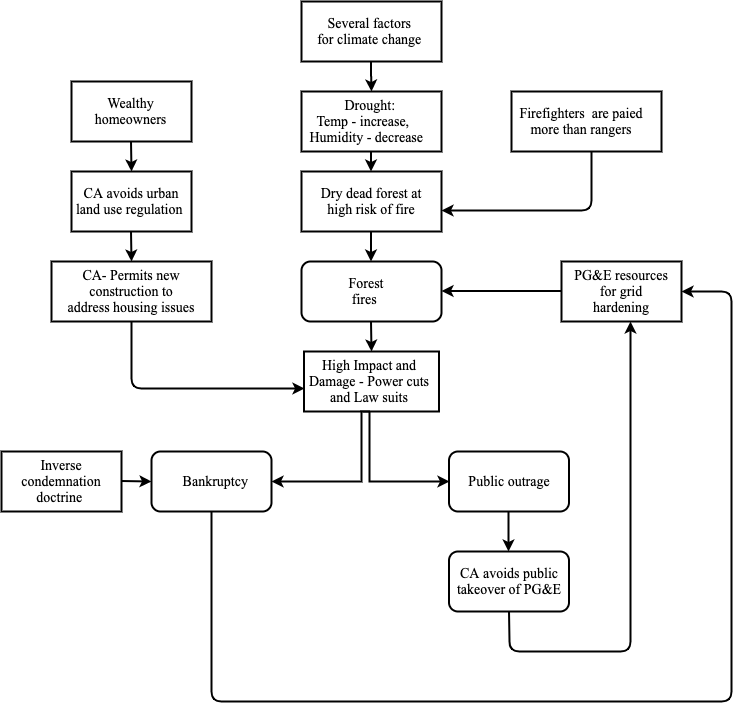 Several factors
for climate change
Wealthy
homeowners
Drought:
Temp - increase,
Humidity - decrease
Firefighters are paied
more than rangers
CA avoids urban
land use regulation
Dry dead forest at
high risk of fire
CA- Permits new
construction to
address housing issues
Forest
fires
PG&E resources
for grid
hardening
High Impact and
Damage - Power cuts
and Law suits
Inverse
condemnation
doctrine
Bankruptcy
Public outrage
CA avoids public
takeover of PG&E